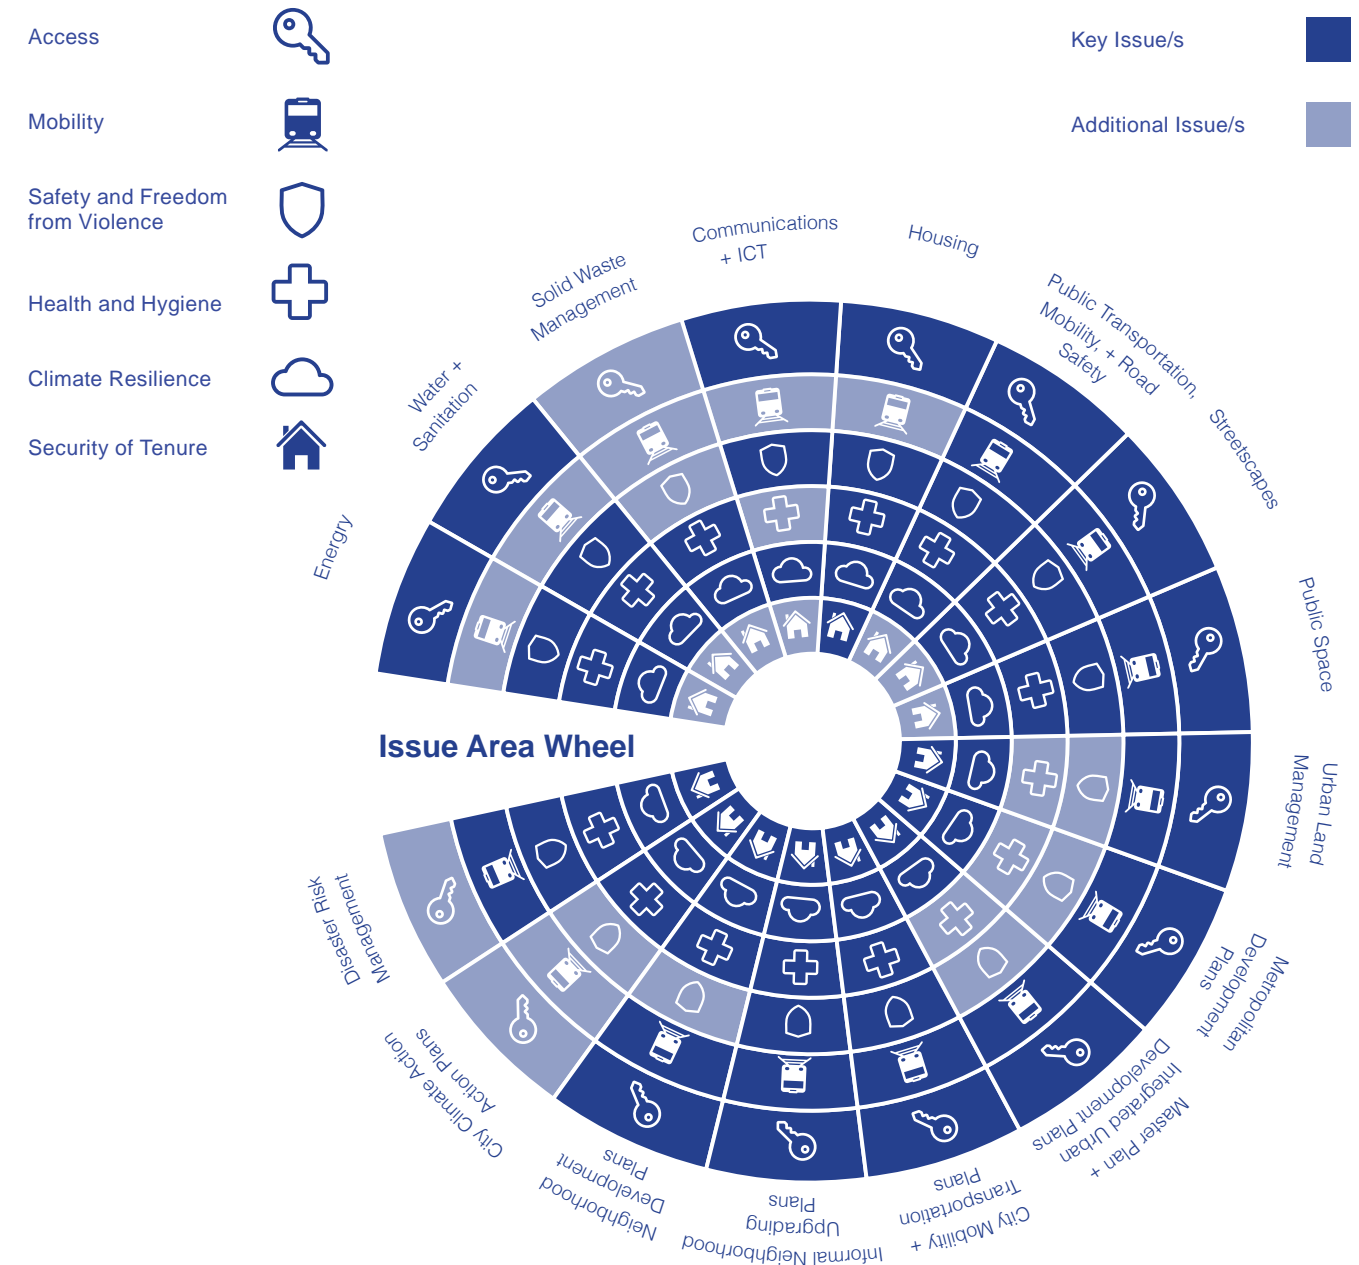 Access
Mobility
Safety and Freedom
from Violence
Health and Hygiene
Climate Resilience
Security of Tenure
Key Issue/s
Additional Issue/s
Energry
Water +
Sanitation
Solid Waste
Management
Communications
+ ICT
Housing
Public Transportation,
Mobility, + Road
Safety
Streetscapes
Public Space
Urban Land
Management
Metropolitan
Development
Plans
Master Plan +
Integrated Urban
Development Plans
City Mobility +
Transportation
Plans
Informal Neighborhood
Upgrading
Plans
Neighborhood
Development
Plans
City Climate Action
Action Plans
Disaster Risk
Management
Issue Area Wheel